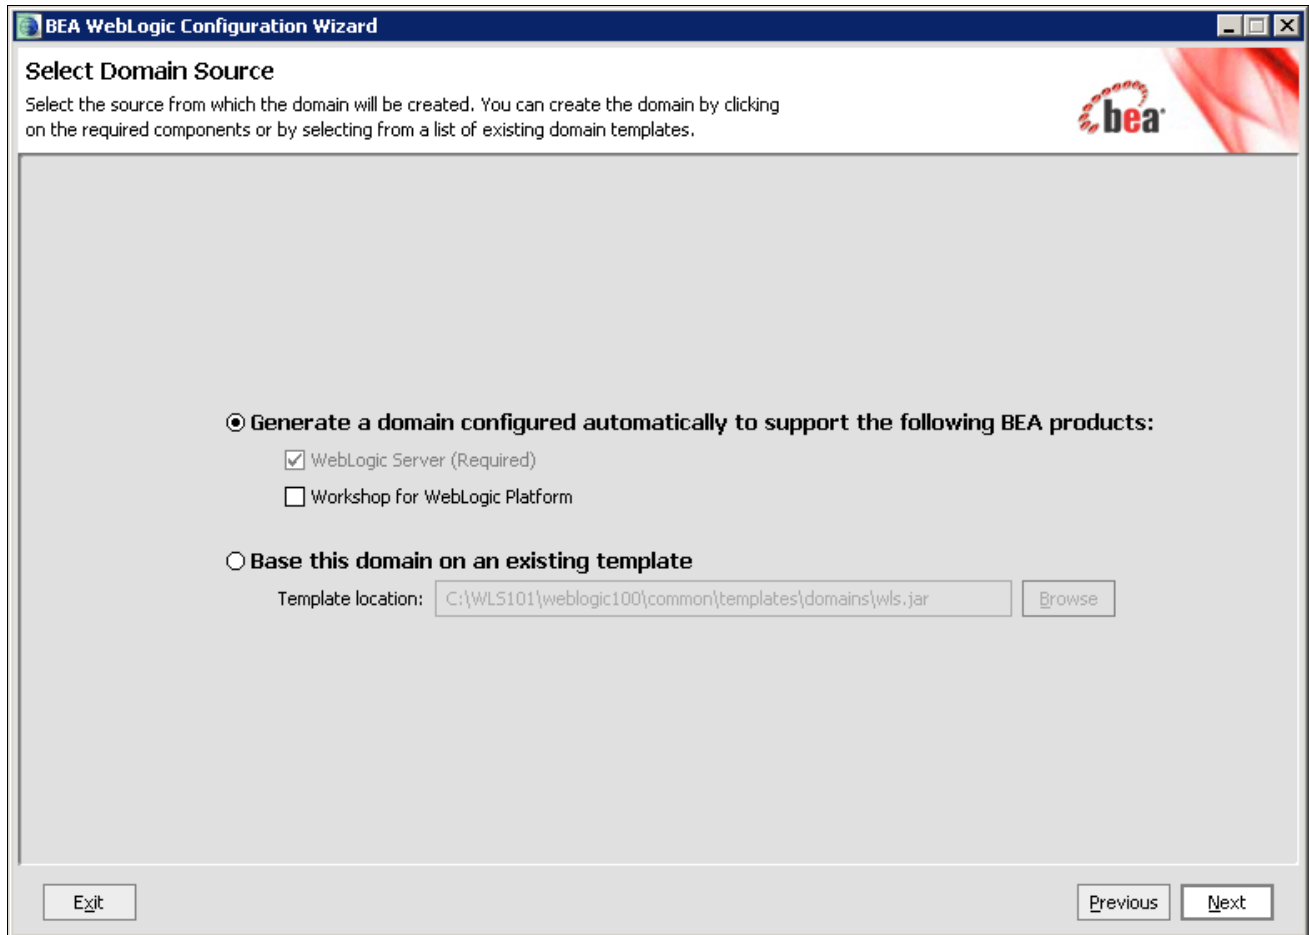 BEA WebLogic Configuration Wizard
Select Domain Source
Select the source from which the domain will be created. You can create the domain by clicking
on the required components or by selecting from a list of existing domain templates.
bea
Generate a domain configured automatically to support the following BEA products:
WebLogic Server (Required)
Workshop for WebLogic Platform
Base this domain on an existing template
Template location: C:\WLS101\weblogic100\common\templates\domains\wls.jar Browse
Exit Previous Next